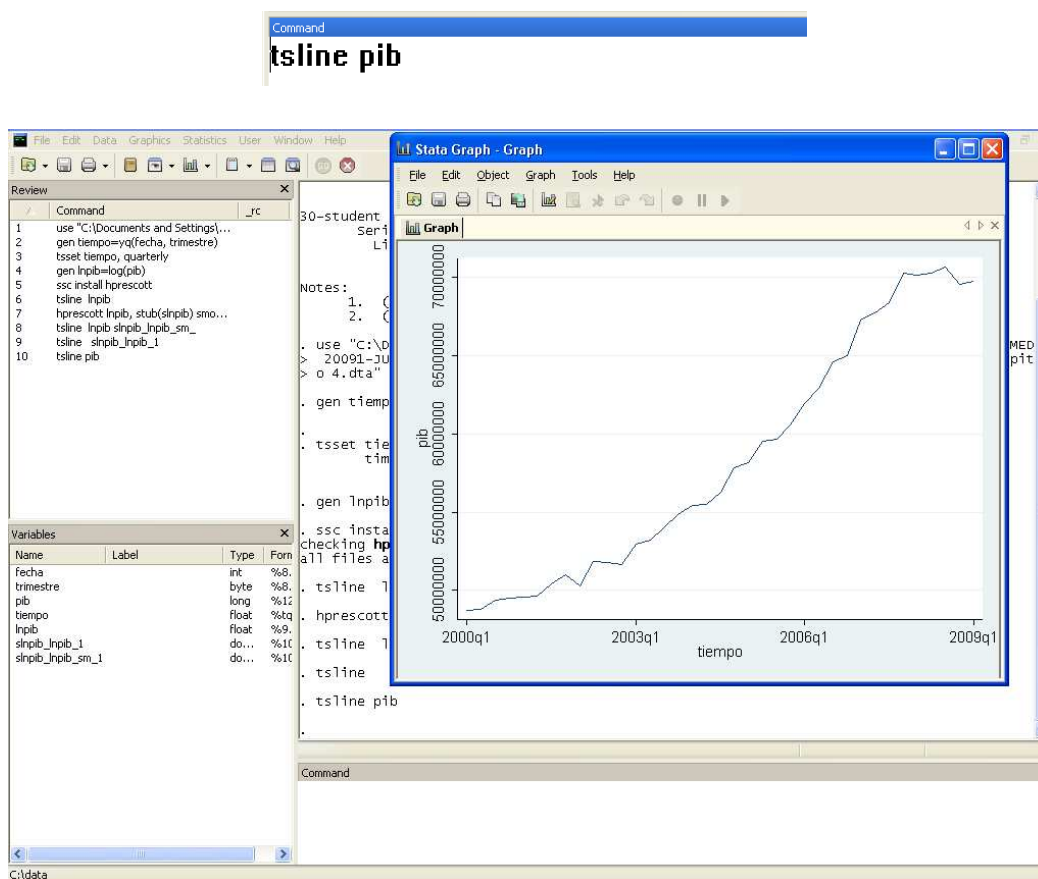 Command
tsline pib
File Edit Data Graphics Statistics User Window Help
Review
Command _rc
1 use "C:\Documents and Settings\...
2 gen tiempo=yq(fecha, trimestre)
3 tsset tiempo, quarterly
4 gen lnpib=log(pib)
5 ssc install hprescott
6 tsline lnpib
7 hprescott lnpib, stub(slnpib) smo...
8 tsline lnpib slnpib_lnpib_sm_
9 tsline slnpib_lnpib_1
10 tsline pib
Variables
Name Label Type Form
fecha int %8.
trimestre byte %8.
pib long %12
tiempo float %tq
lnpib float %9.
slnpib_lnpib_1 do... %10
slnpib_lnpib_sm_1 do... %10
30-student
Seri
Li
Notes:
1. (
2. (
. use "C:\D
MED
> 20091-JU
pit
> o 4.dta"
. gen tiemp
.
. tsset tie
tim
. gen lnpib
. ssc insta
checking hp
all files a
. tsline l
. hprescott
. tsline l
. tsline
. tsline pib
.
Stata Graph - Graph
File Edit Object Graph Tools Help
Graph
pib
70000000
65000000
60000000
55000000
50000000
2000q1 2003q1 2006q1 2009q1
tiempo
Command
C:\data